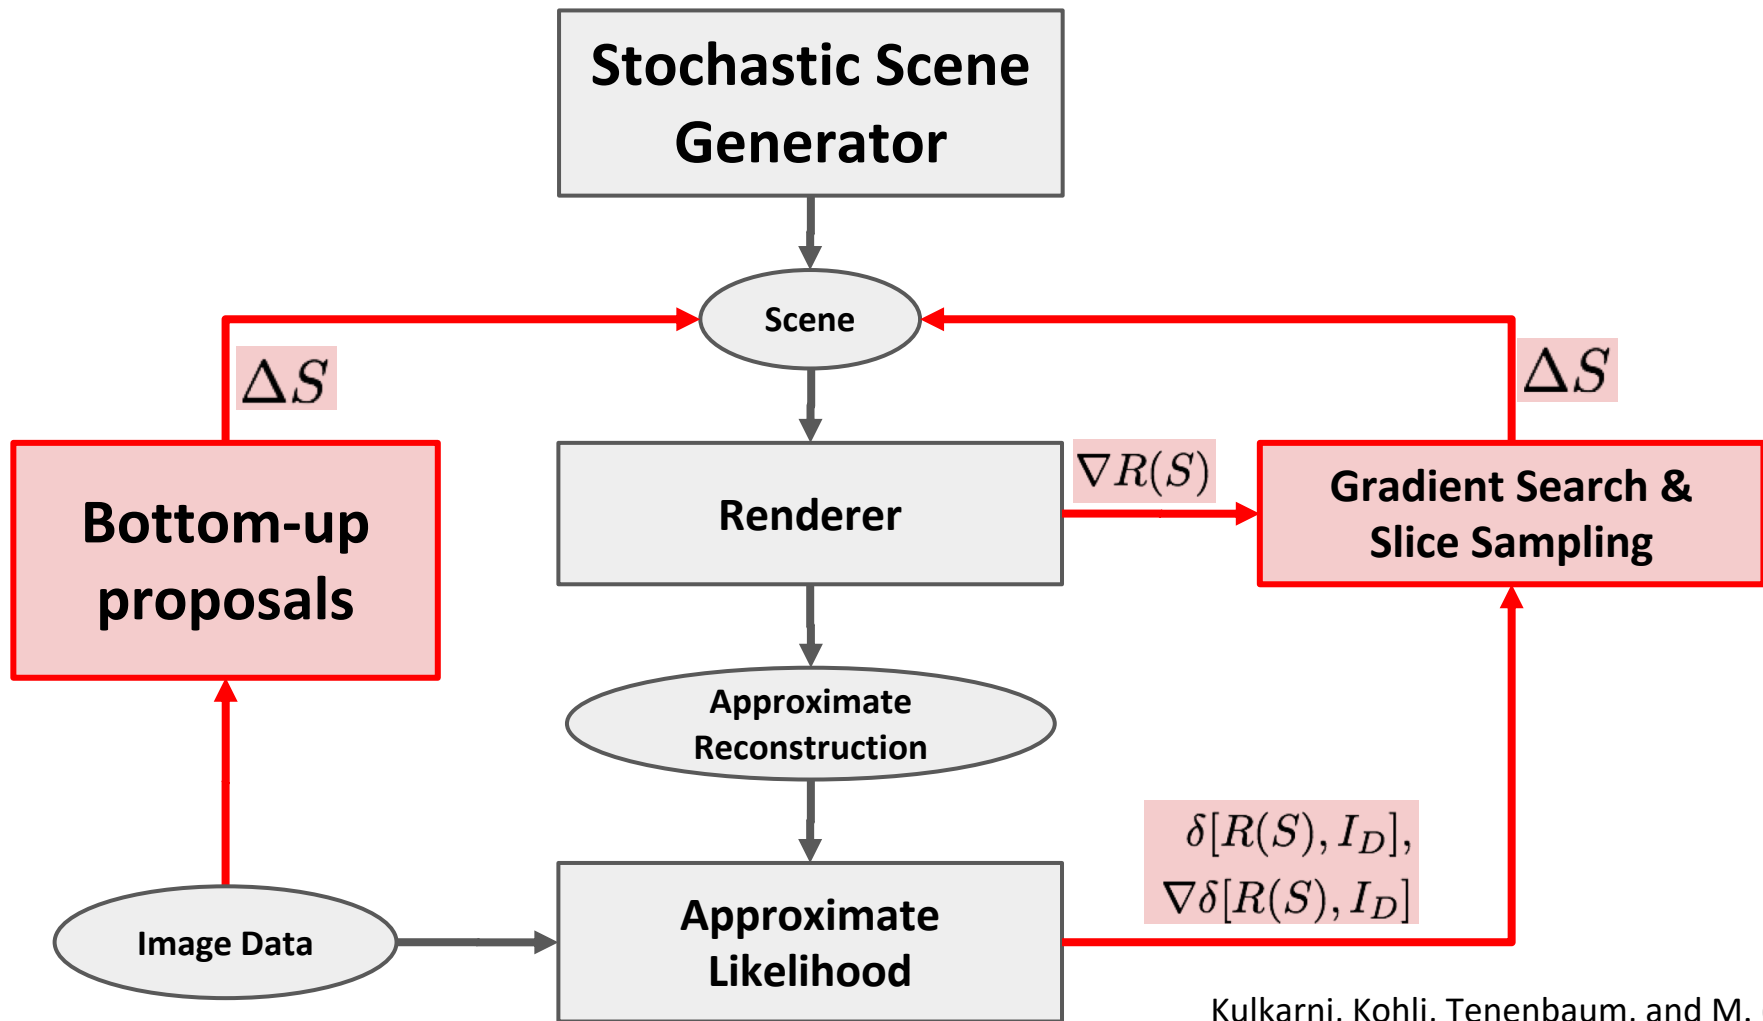 Stochastic Scene
Generator
Scene
ΔS
ΔS
Bottom-up
proposals
Renderer
∇R(S)
Gradient Search &
Slice Sampling
Approximate
Reconstruction
δ[R(S), I_D],
∇δ[R(S), I_D]
Image Data
Approximate
Likelihood
Kulkarni, Kohli, Tenenbaum, and M.